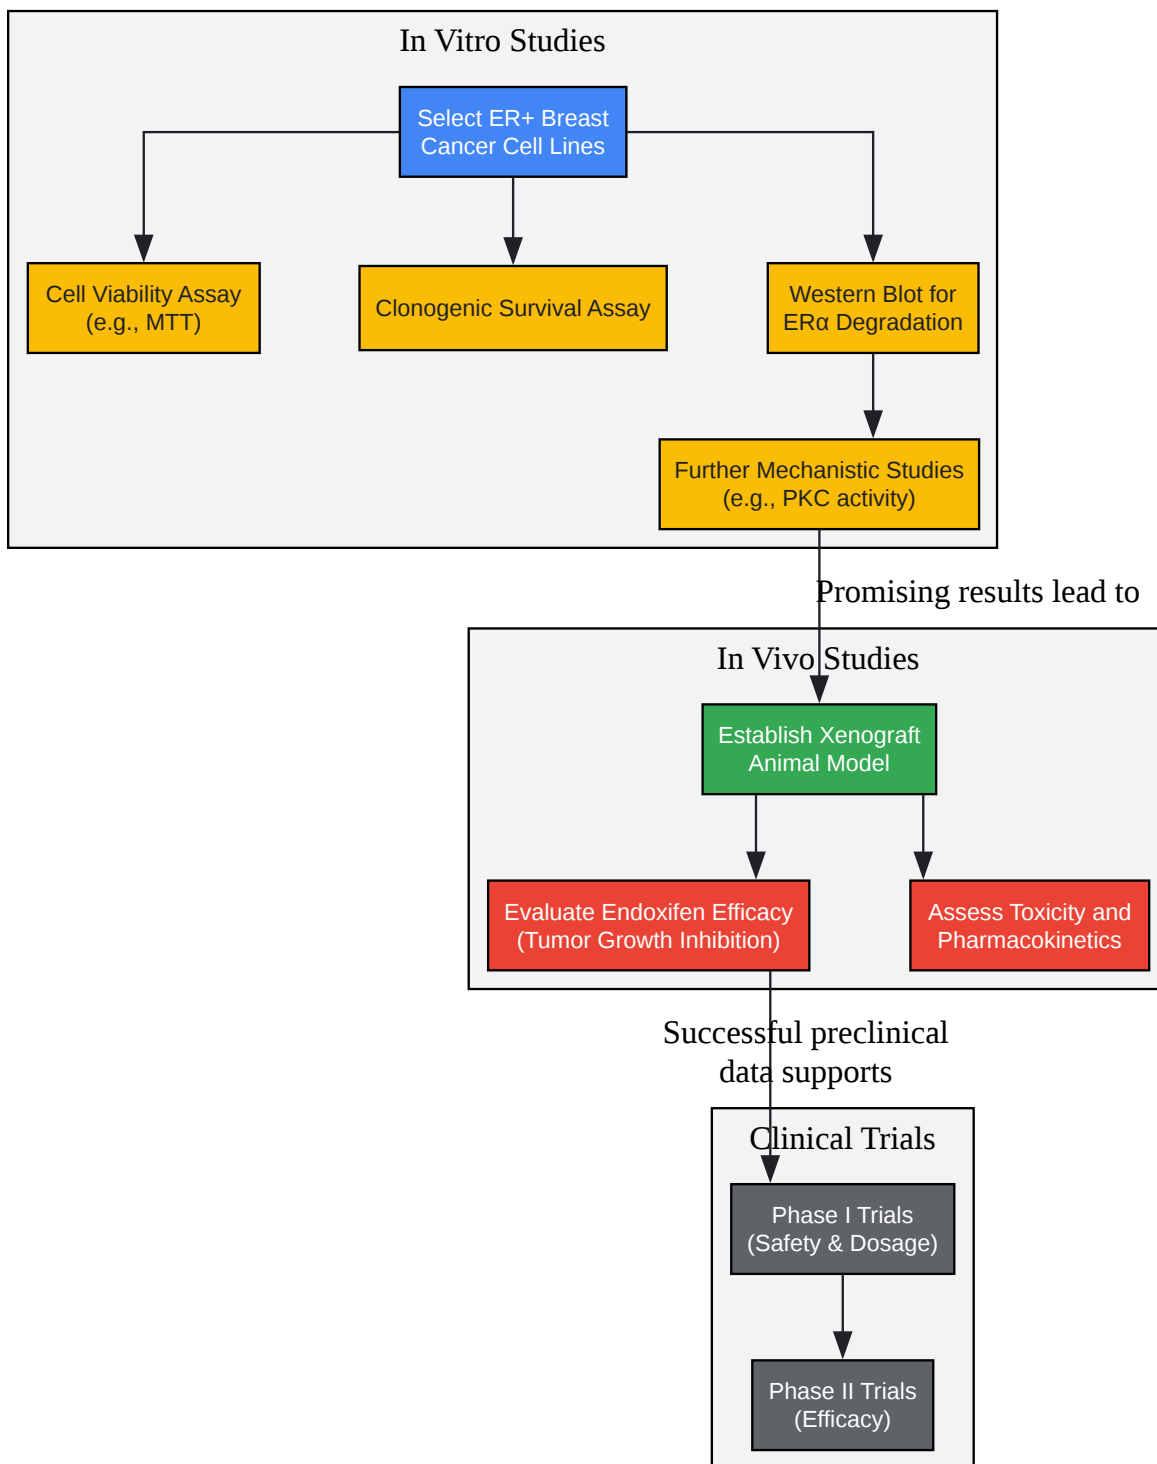 In Vitro Studies
Select ER+ Breast
Cancer Cell Lines
Cell Viability Assay
(e.g., MTT)
Clonogenic Survival Assay
Western Blot for
ERα Degradation
Further Mechanistic Studies
(e.g., PKC activity)
Promising results lead to
In Vivo Studies
Establish Xenograft
Animal Model
Evaluate Endoxifen Efficacy
(Tumor Growth Inhibition)
Assess Toxicity and
Pharmacokinetics
Successful preclinical
data supports
Clinical Trials
Phase I Trials
(Safety & Dosage)
Phase II Trials
(Efficacy)